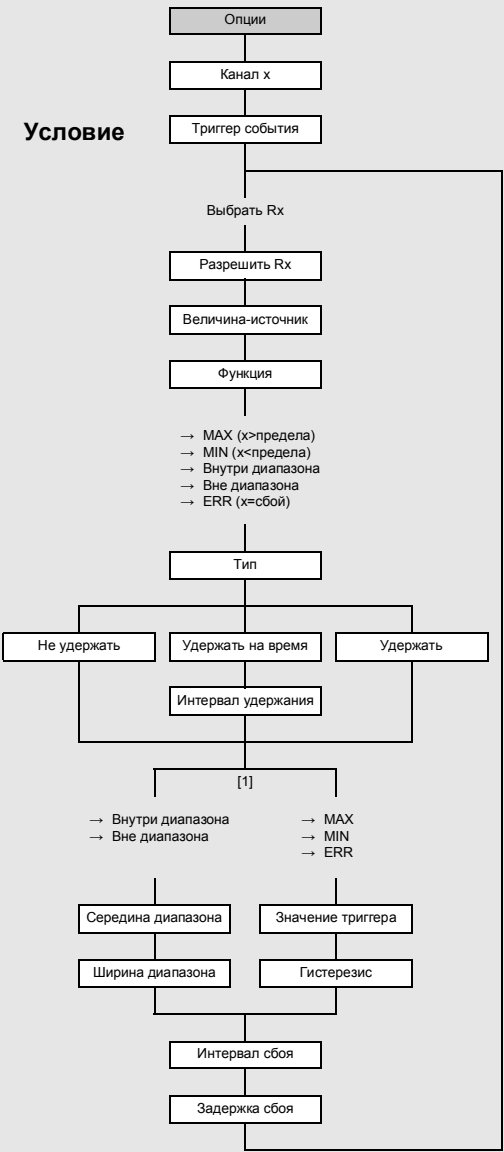 Опции
Канал x
Условие
Триггер события
Выбрать Rx
Разрешить Rx
Величина-источник
Функция
→ MAX (x>предела)
→ MIN (x<предела)
→ Внутри диапазона
→ Вне диапазона
→ ERR (x=сбой)
Тип
Не удержать
Удержать на время
Удержать
Интервал удержания
[1]
→ Внутри диапазона
→ Вне диапазона
→ MAX
→ MIN
→ ERR
Середина диапазона
Значение триггера
Ширина диапазона
Гистерезис
Интервал сбоя
Задержка сбоя